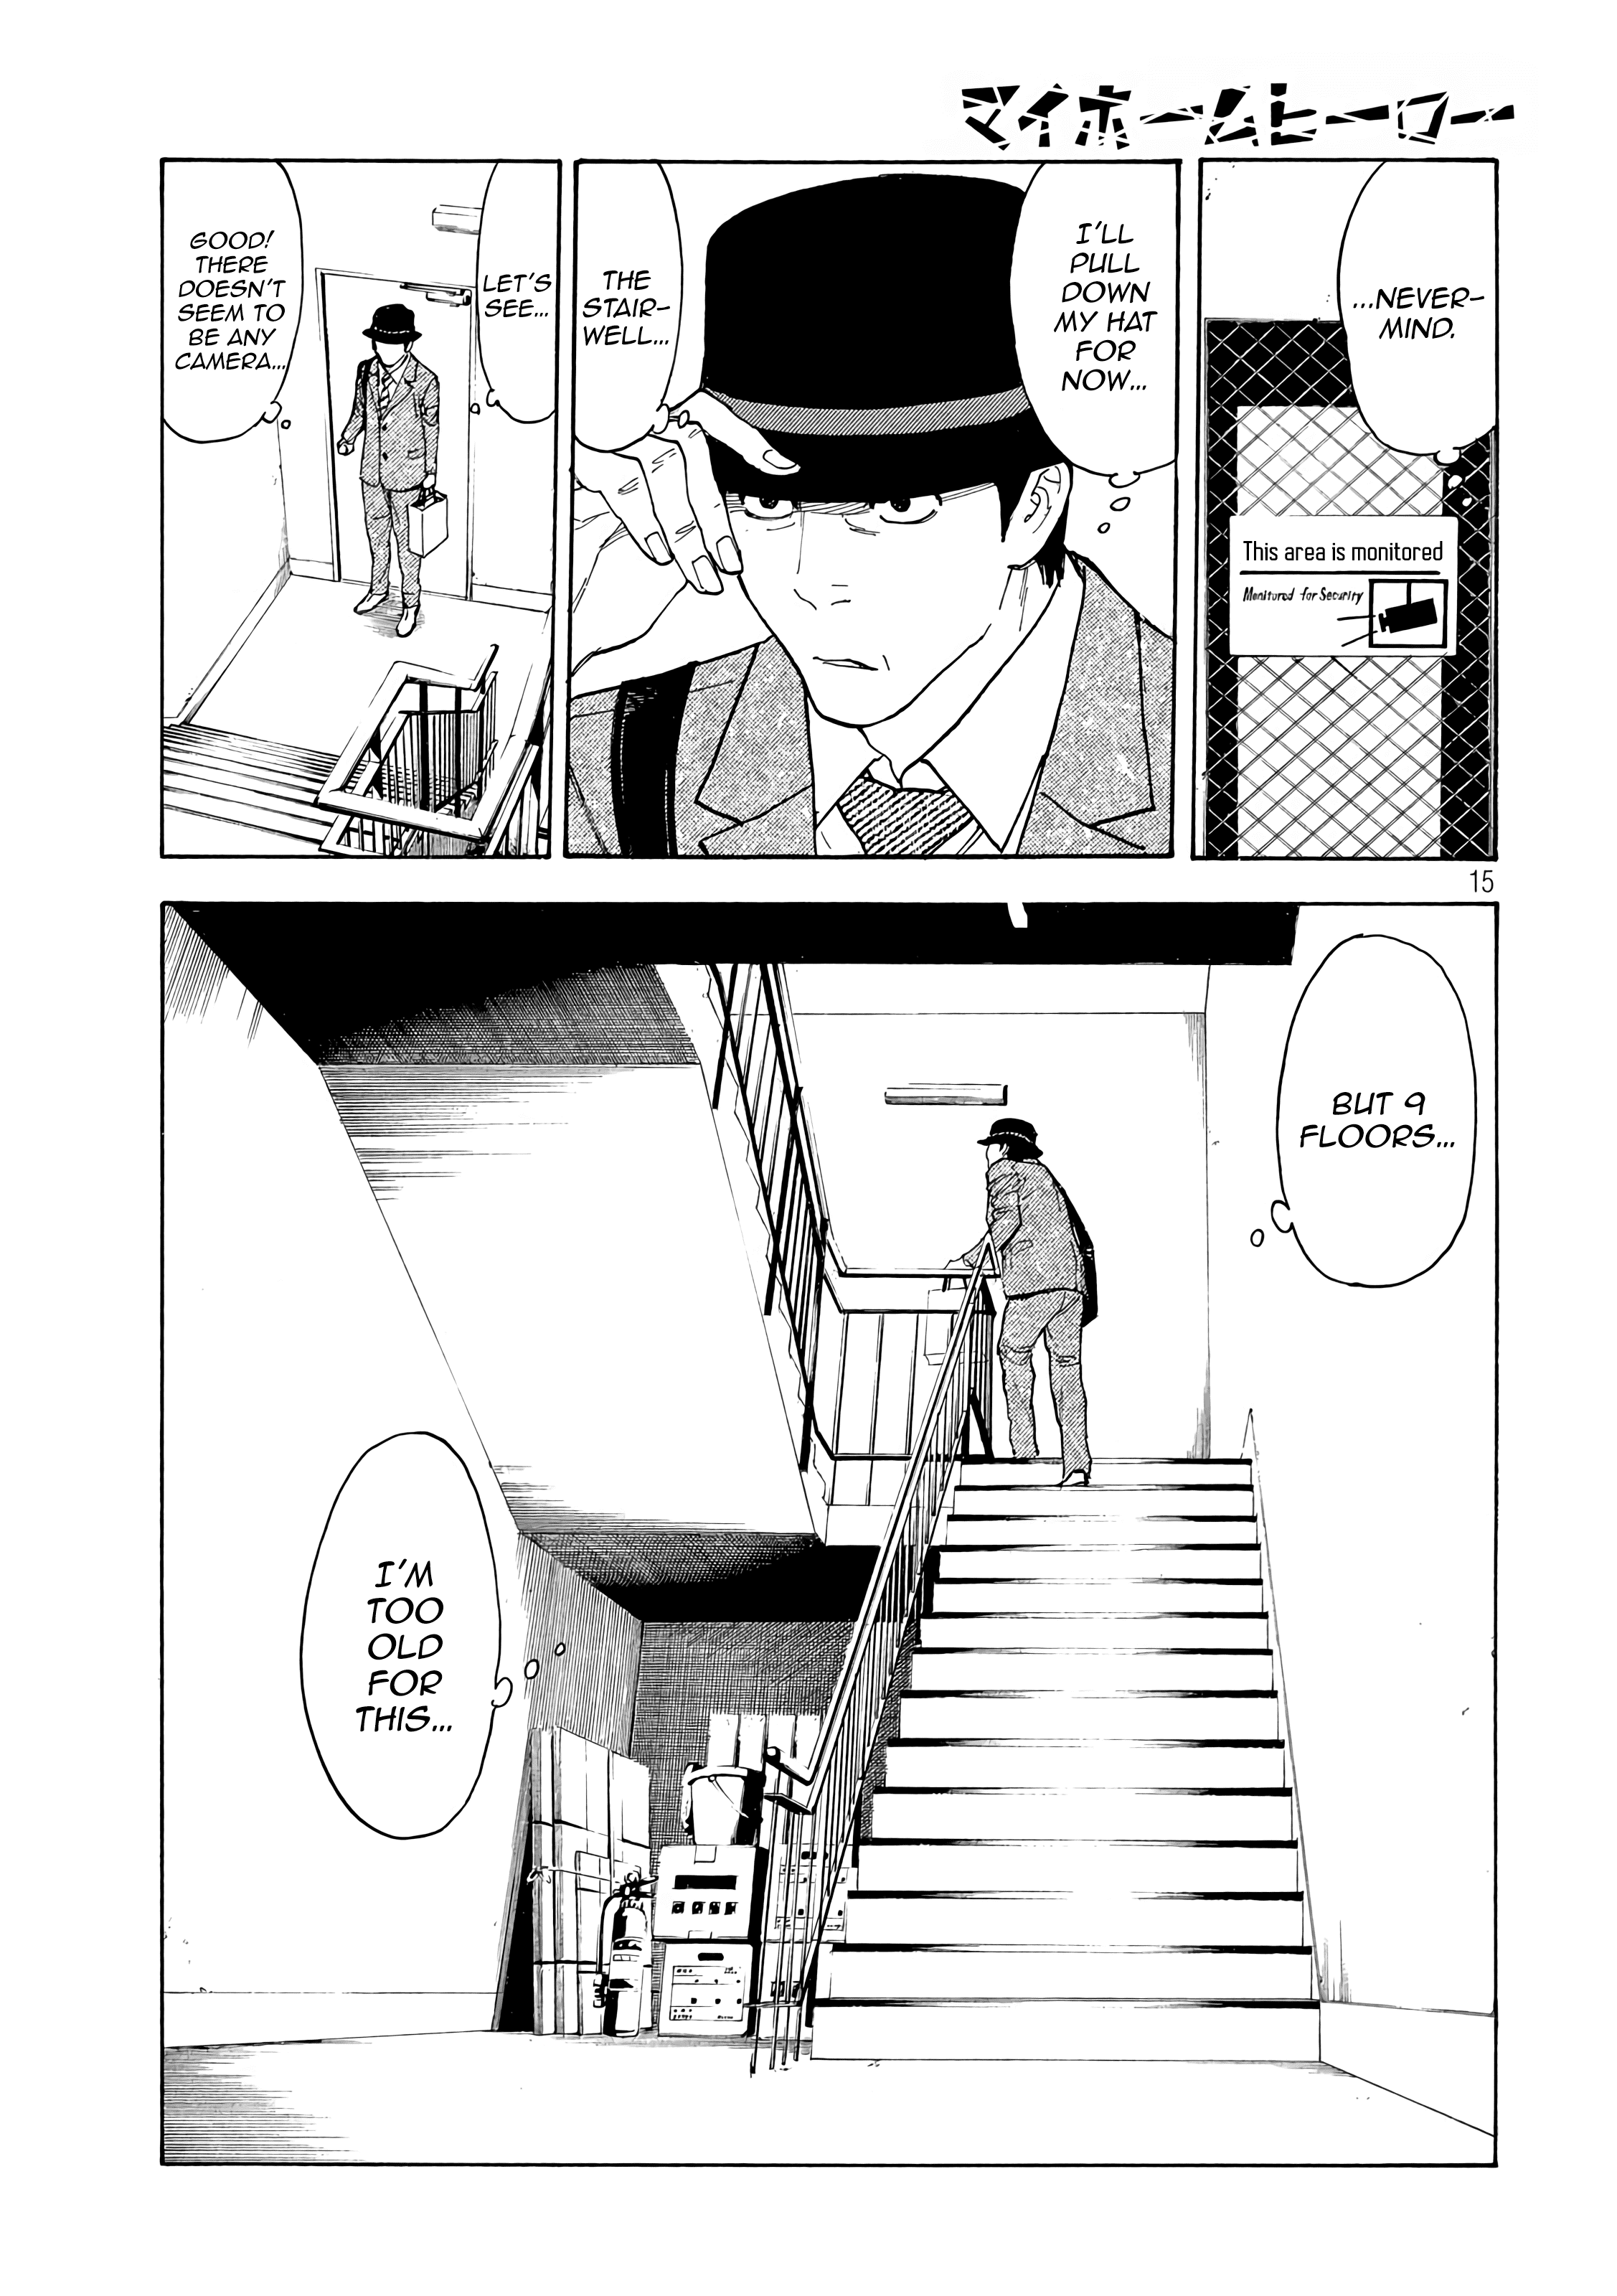 マイホームヒーロー
...NEVER-
MIND.
This area is monitored
Monitored for Security
I'LL
PULL
DOWN
MY HAT
FOR
NOW...
THE
STAIR-
WELL...
LET'S
SEE...
GOOD!
THERE
DOESN'T
SEEM TO
BE ANY
CAMERA...
15
BUT 9
FLOORS...
I'M
TOO
OLD
FOR
THIS...